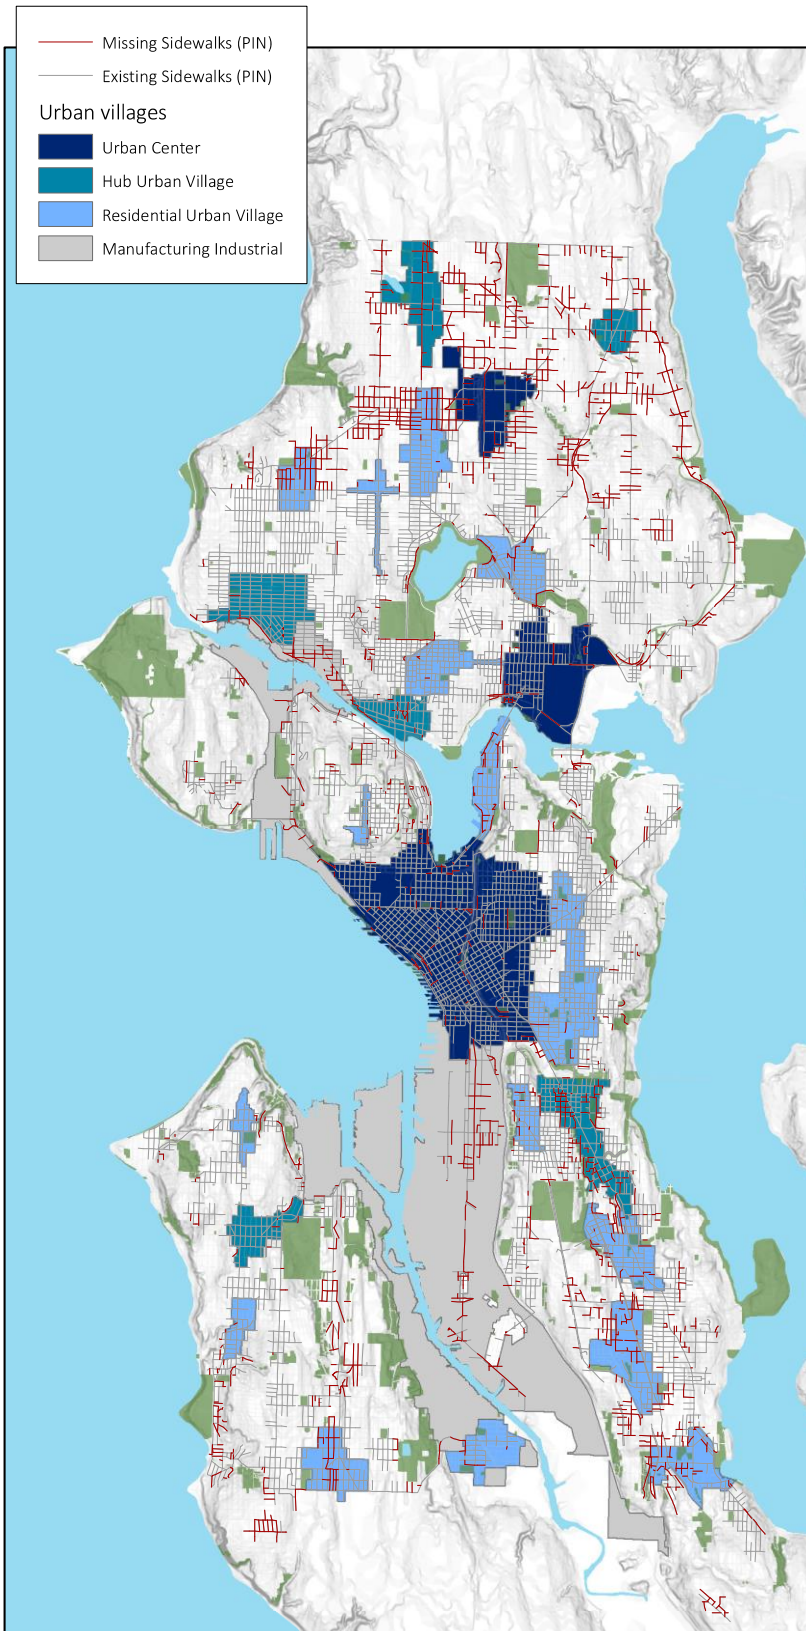 Missing Sidewalks (PIN)
Existing Sidewalks (PIN)
Urban villages
Urban Center
Hub Urban Village
Residential Urban Village
Manufacturing Industrial